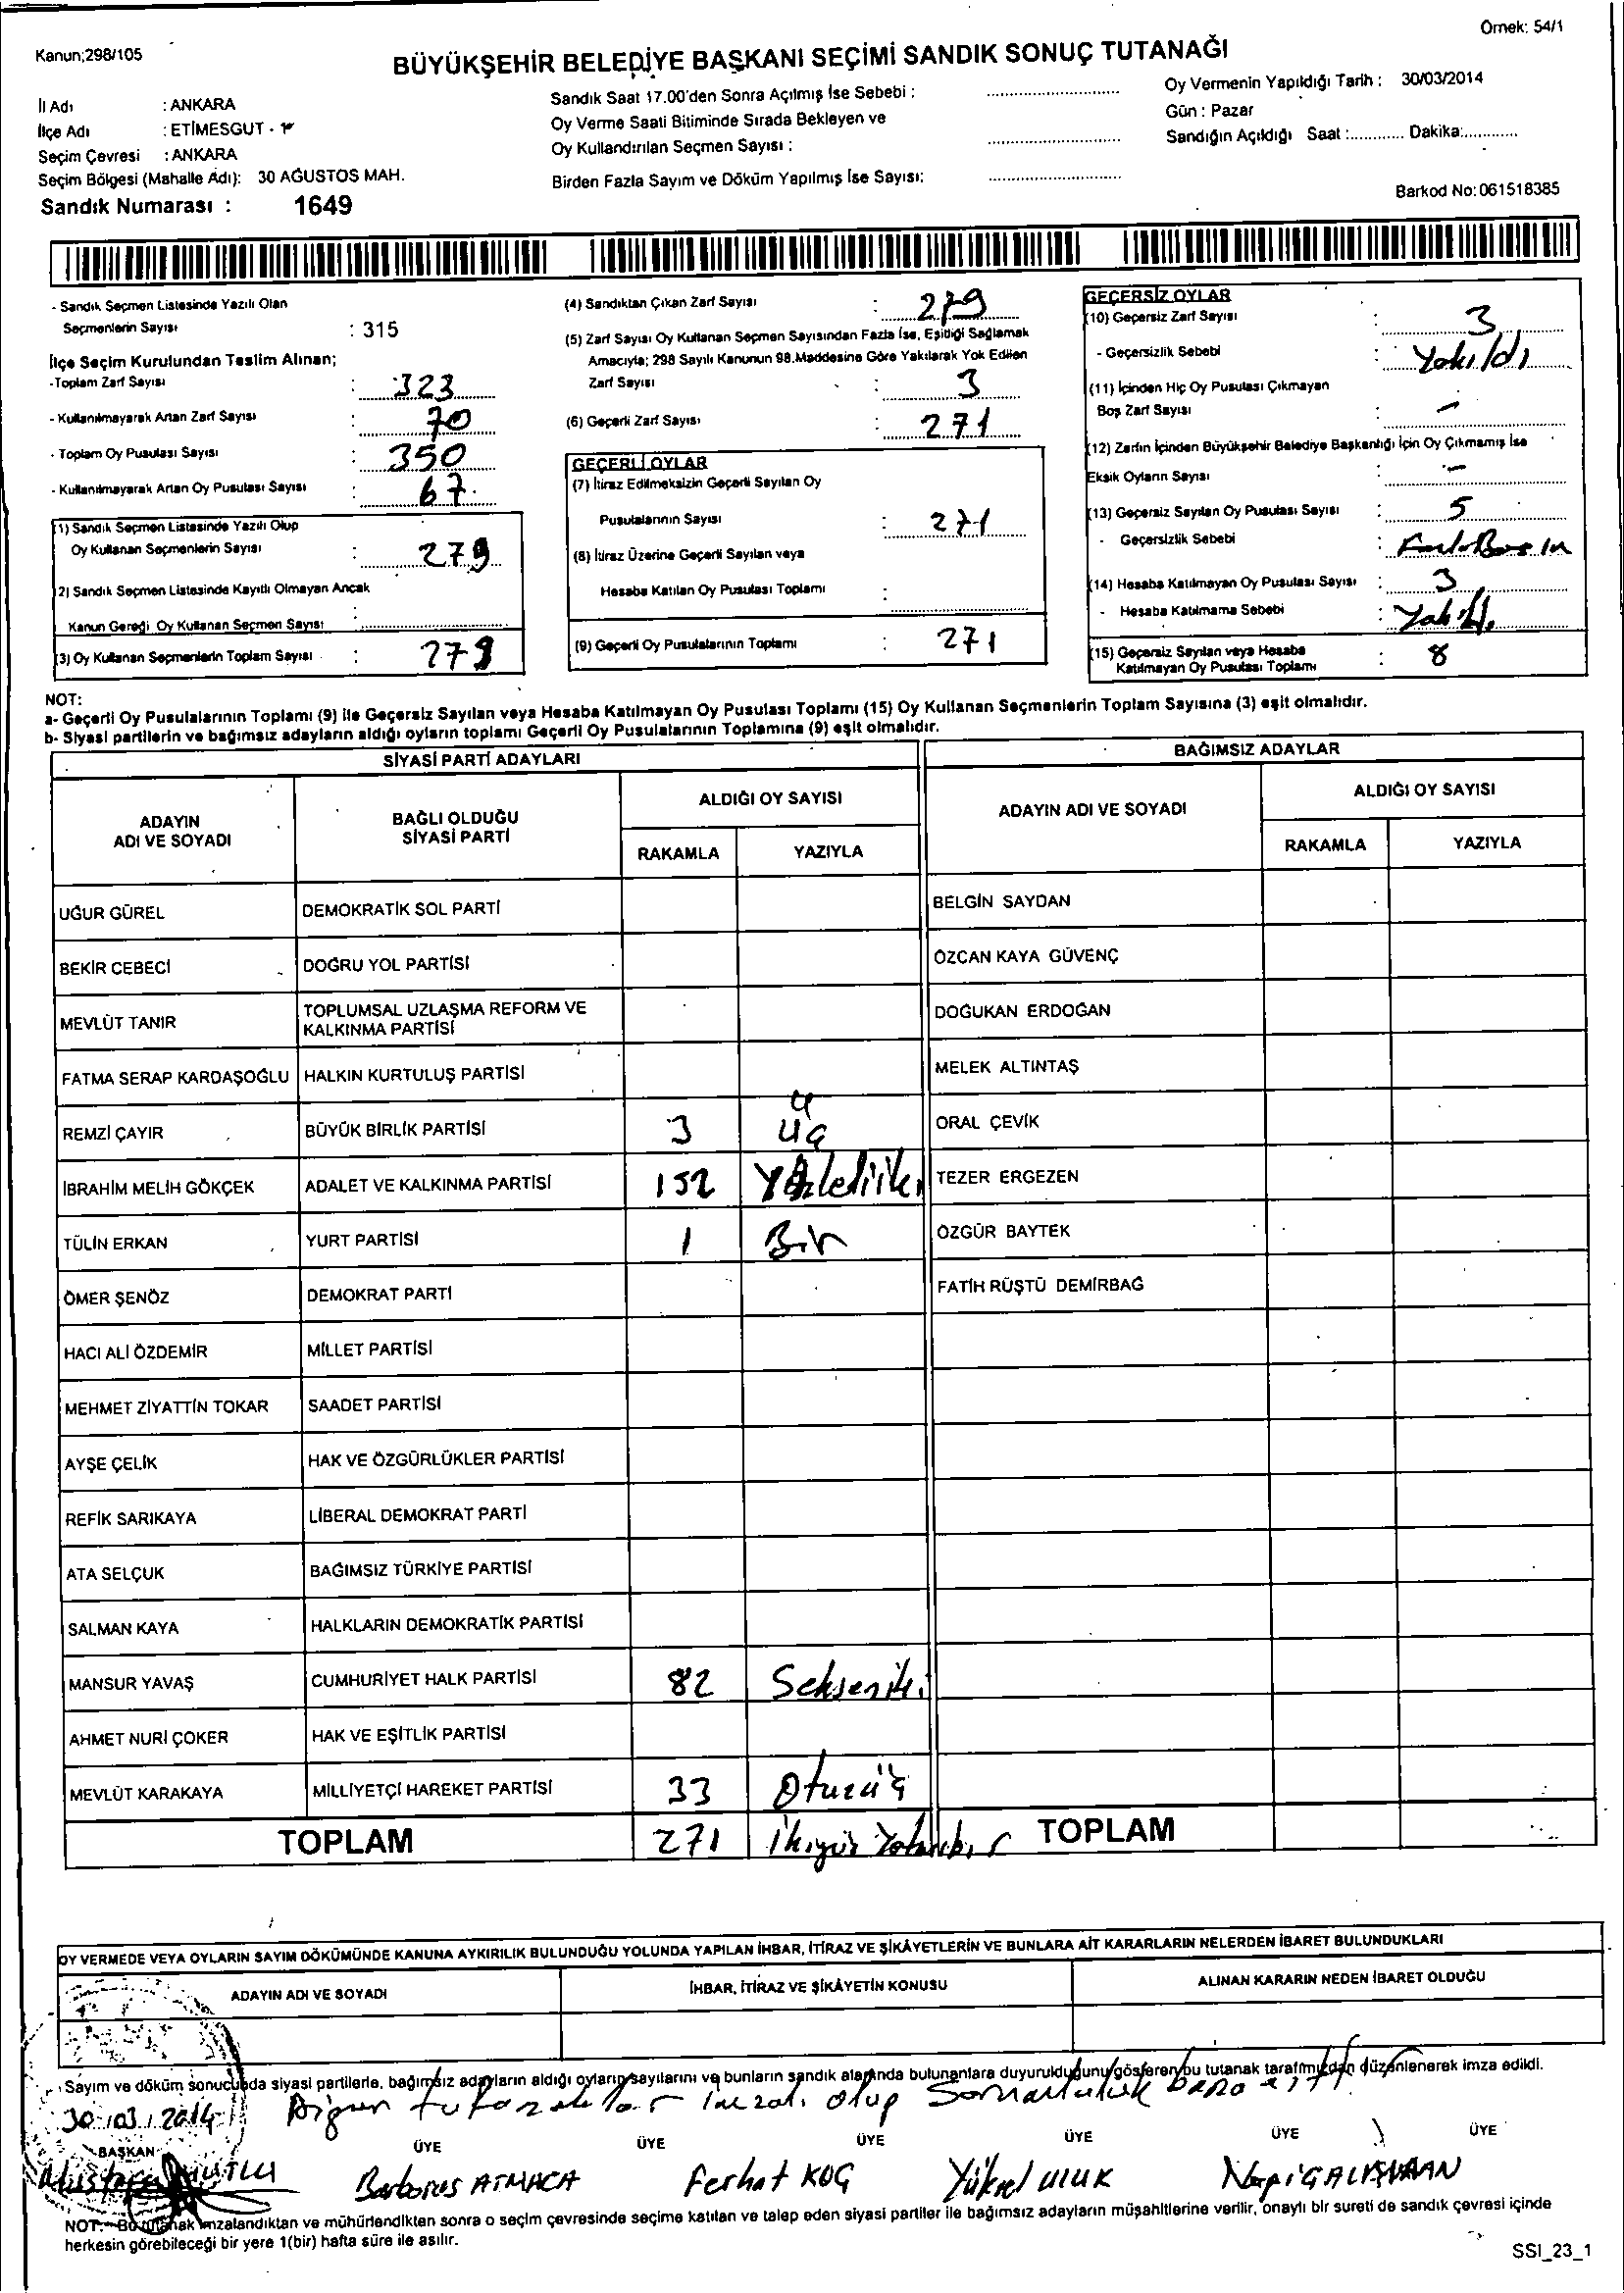 Örnek: 54/1
Kanun;298/105
BÜYÜKŞEHİR BELEDİYE BAŞKANI SEÇİMİ SANDIK SONUÇ TUTANAĞI
İl Adı : ANKARA
İlçe Adı : ETİMESGUT - 1
Seçim Çevresi : ANKARA
Seçim Bölgesi (Mahalle Adı): 30 AĞUSTOS MAH.
Sandık Numarası : 1649
Sandık Saat 17.00'den Sonra Açılmış İse Sebebi :
Oy Verme Saati Bitiminde Sırada Bekleyen ve
Oy Kullandırılan Seçmen Sayısı :
Birden Fazla Sayım ve Döküm Yapılmış İse Sayısı:
Oy Vermenin Yapıldığı Tarih : 30/03/2014
Gün : Pazar
Sandığın Açıldığı Saat :............ Dakika:............
Barkod No:061518385
- Sandık Seçmen Listesinde Yazılı Olan
Seçmenlerin Sayısı : 315
İlçe Seçim Kurulundan Teslim Alınan;
-Toplam Zarf Sayısı : 323
- Kullanılmayarak Artan Zarf Sayısı : 70
- Toplam Oy Pusulası Sayısı : 350
- Kullanılmayarak Artan Oy Pusulası Sayısı : 67
(1) Sandık Seçmen Listesinde Yazılı Olup
Oy Kullanan Seçmenlerin Sayısı : 279
2) Sandık Seçmen Listesinde Kayıtlı Olmayan Ancak
Kanun Gereği Oy Kullanan Seçmen Sayısı :
(3) Oy Kullanan Seçmenlerin Toplam Sayısı : 279
(4) Sandıktan Çıkan Zarf Sayısı : 279
(5) Zarf Sayısı Oy Kullanan Seçmen Sayısından Fazla İse, Eşitliği Sağlamak
Amacıyla; 298 Sayılı Kanunun 98.Maddesine Göre Yakılarak Yok Edilen
Zarf Sayısı : 3
(6) Geçerli Zarf Sayısı : 271
GEÇERLİ OYLAR
(7) İtiraz Edilmeksizin Geçerli Sayılan Oy
Pusulalarının Sayısı : 271
(8) İtiraz Üzerine Geçerli Sayılan veya
Hesaba Katılan Oy Pusulası Toplamı :
(9) Geçerli Oy Pusulalarının Toplamı : 271
GEÇERSİZ OYLAR
(10) Geçersiz Zarf Sayısı : 3
- Geçersizlik Sebebi : Yakıldı
(11) İçinden Hiç Oy Pusulası Çıkmayan
Boş Zarf Sayısı : -
(12) Zarfın İçinden Büyükşehir Belediye Başkanlığı İçin Oy Çıkmamış İse
Eksik Oyların Sayısı : -
(13) Geçersiz Sayılan Oy Pusulası Sayısı : 5
- Geçersizlik Sebebi :
(14) Hesaba Katılmayan Oy Pusulası Sayısı : 3
- Hesaba Katılmama Sebebi : Yakıldı.
(15) Geçersiz Sayılan veya Hesaba
Katılmayan Oy Pusulası Toplamı : 8
NOT:
a- Geçerli Oy Pusulalarının Toplamı (9) ile Geçersiz Sayılan veya Hesaba Katılmayan Oy Pusulası Toplamı (15) Oy Kullanan Seçmenlerin Toplam Sayısına (3) eşit olmalıdır.
b- Siyasi partilerin ve bağımsız adayların aldığı oyların toplamı Geçerli Oy Pusulalarının Toplamına (9) eşit olmalıdır.
SİYASİ PARTİ ADAYLARI
ADAYIN ADI VE SOYADI
BAĞLI OLDUĞU SİYASİ PARTİ
ALDIĞI OY SAYISI
RAKAMLA YAZIYLA
UĞUR GÜREL DEMOKRATİK SOL PARTİ
BEKİR CEBECİ DOĞRU YOL PARTİSİ
MEVLÜT TANIR TOPLUMSAL UZLAŞMA REFORM VE
KALKINMA PARTİSİ
FATMA SERAP KARDAŞOĞLU HALKIN KURTULUŞ PARTİSİ
REMZİ ÇAYIR BÜYÜK BİRLİK PARTİSİ 3 üç
İBRAHİM MELİH GÖKÇEK ADALET VE KALKINMA PARTİSİ 152
TÜLİN ERKAN YURT PARTİSİ 1 Bir
ÖMER ŞENÖZ DEMOKRAT PARTİ
HACI ALİ ÖZDEMİR MİLLET PARTİSİ
MEHMET ZİYATTİN TOKAR SAADET PARTİSİ
AYŞE ÇELİK HAK VE ÖZGÜRLÜKLER PARTİSİ
REFİK SARIKAYA LİBERAL DEMOKRAT PARTİ
ATA SELÇUK BAĞIMSIZ TÜRKİYE PARTİSİ
SALMAN KAYA HALKLARIN DEMOKRATİK PARTİSİ
MANSUR YAVAŞ CUMHURİYET HALK PARTİSİ 82 Sekseniki
AHMET NURİ ÇOKER HAK VE EŞİTLİK PARTİSİ
MEVLÜT KARAKAYA MİLLİYETÇİ HAREKET PARTİSİ 33 Otuzüç
TOPLAM 271
BAĞIMSIZ ADAYLAR
ADAYIN ADI VE SOYADI
ALDIĞI OY SAYISI
RAKAMLA YAZIYLA
BELGİN SAYDAN
ÖZCAN KAYA GÜVENÇ
DOĞUKAN ERDOĞAN
MELEK ALTINTAŞ
ORAL ÇEVİK
TEZER ERGEZEN
ÖZGÜR BAYTEK
FATİH RÜŞTÜ DEMİRBAĞ
TOPLAM
OY VERMEDE VEYA OYLARIN SAYIM DÖKÜMÜNDE KANUNA AYKIRILIK BULUNDUĞU YOLUNDA YAPILAN İHBAR, İTİRAZ VE ŞİKÂYETLERİN VE BUNLARA AİT KARARLARIN NELERDEN İBARET BULUNDUKLARI
ADAYIN ADI VE SOYADI İHBAR, İTİRAZ VE ŞİKÂYETİN KONUSU ALINAN KARARIN NEDEN İBARET OLDUĞU
Sayım ve döküm sonucunda siyasi partilerle, bağımsız adayların aldığı oyların sayılarını ve bunların sandık alanında bulunanlara duyurulduğunu gösteren bu tutanak tarafımızdan düzenlenerek imza edildi.
30/03/2014 Diğer tutanaklar imzalı olup
BAŞKAN ÜYE ÜYE ÜYE ÜYE ÜYE ÜYE
Mustafa MUTLU Barbaros ATMACA Ferhat KOÇ Yüksel ULUK
NOT: Bu tutanak imzalandıktan ve mühürlendikten sonra o seçim çevresinde seçime katılan ve talep eden siyasi partiler ile bağımsız adayların müşahitlerine verilir, onaylı bir sureti de sandık çevresi içinde
herkesin görebileceği bir yere 1(bir) hafta süre ile asılır.
SSI_23_1